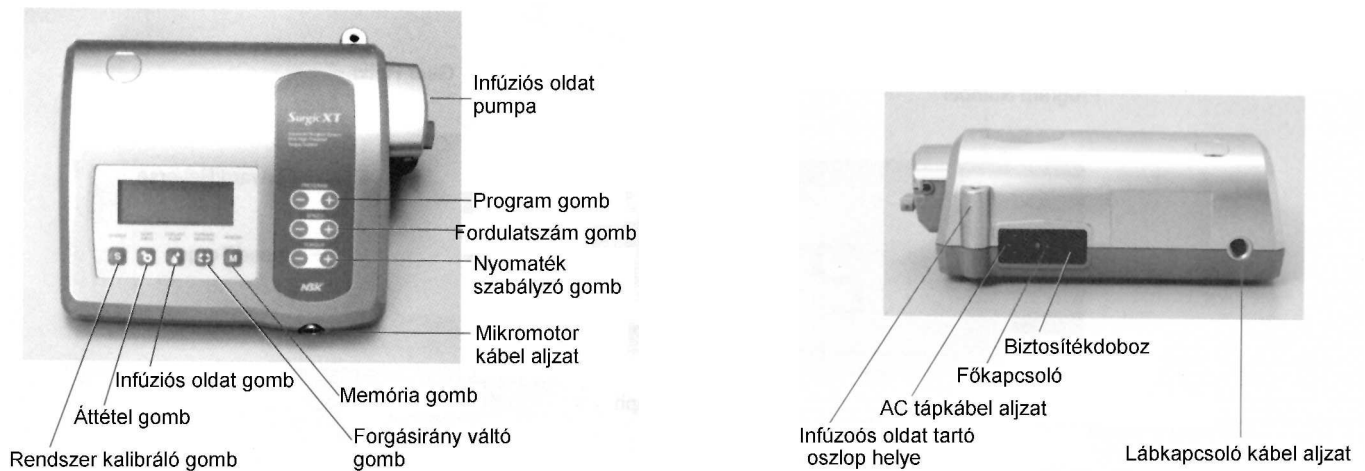 Infúziós oldat
pumpa
Surgic XT
PROGRAM
Program gomb
Fordulatszám gomb
Nyomaték
szabályzó gomb
S
M
NSK
Mikromotor
kábel aljzat
Infúziós oldat gomb
Memória gomb
Áttétel gomb
Forgásirány váltó
gomb
Rendszer kalibráló gomb
Biztosítékdoboz
Főkapcsoló
AC tápkábel aljzat
Infúzoós oldat tartó
oszlop helye
Lábkapcsoló kábel aljzat